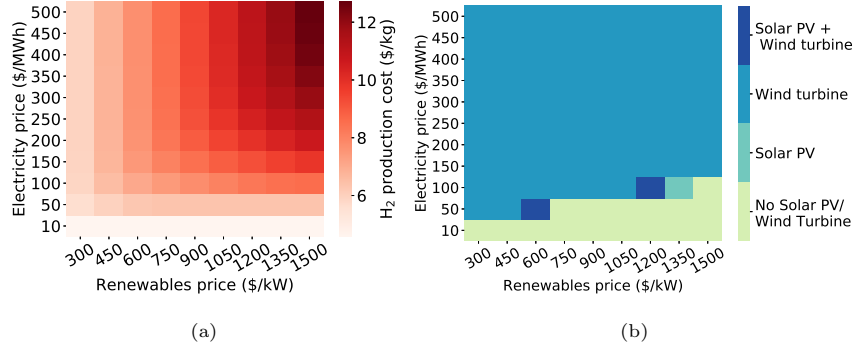 500
450
400
350
300
250
200
150
100
50
10
Electricity price ($/MWh)
300 450 600 750 900 1050 1200 1350 1500
Renewables price ($/kW)
12
10
8
6
H₂ production cost ($/kg)
(a)
500
450
400
350
300
250
200
150
100
50
10
Electricity price ($/MWh)
300 450 600 750 900 1050 1200 1350 1500
Renewables price ($/kW)
Solar PV +
Wind turbine
Wind turbine
Solar PV
No Solar PV/
Wind Turbine
(b)